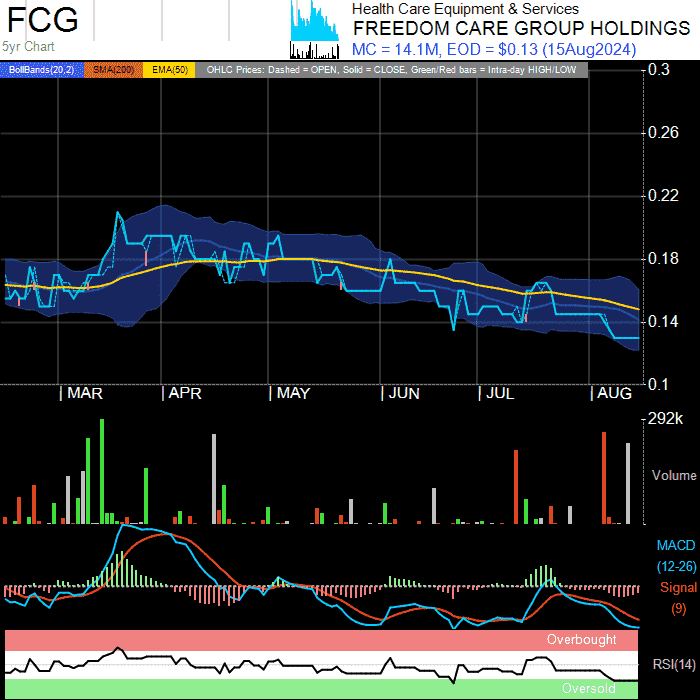 FCG
5yr Chart
Health Care Equipment & Services
FREEDOM CARE GROUP HOLDINGS
MC = 14.1M, EOD = $0.13 (15Aug2024)
BollBands(20,2) SMA(200) EMA(50) OHLC Prices: Dashed = OPEN, Solid = CLOSE, Green/Red bars = Intra-day HIGH/LOW
0.3
0.26
0.22
0.18
0.14
0.1
MAR APR MAY JUN JUL AUG
292k
Volume
MACD
(12-26)
Signal
(9)
Overbought
RSI(14)
Oversold